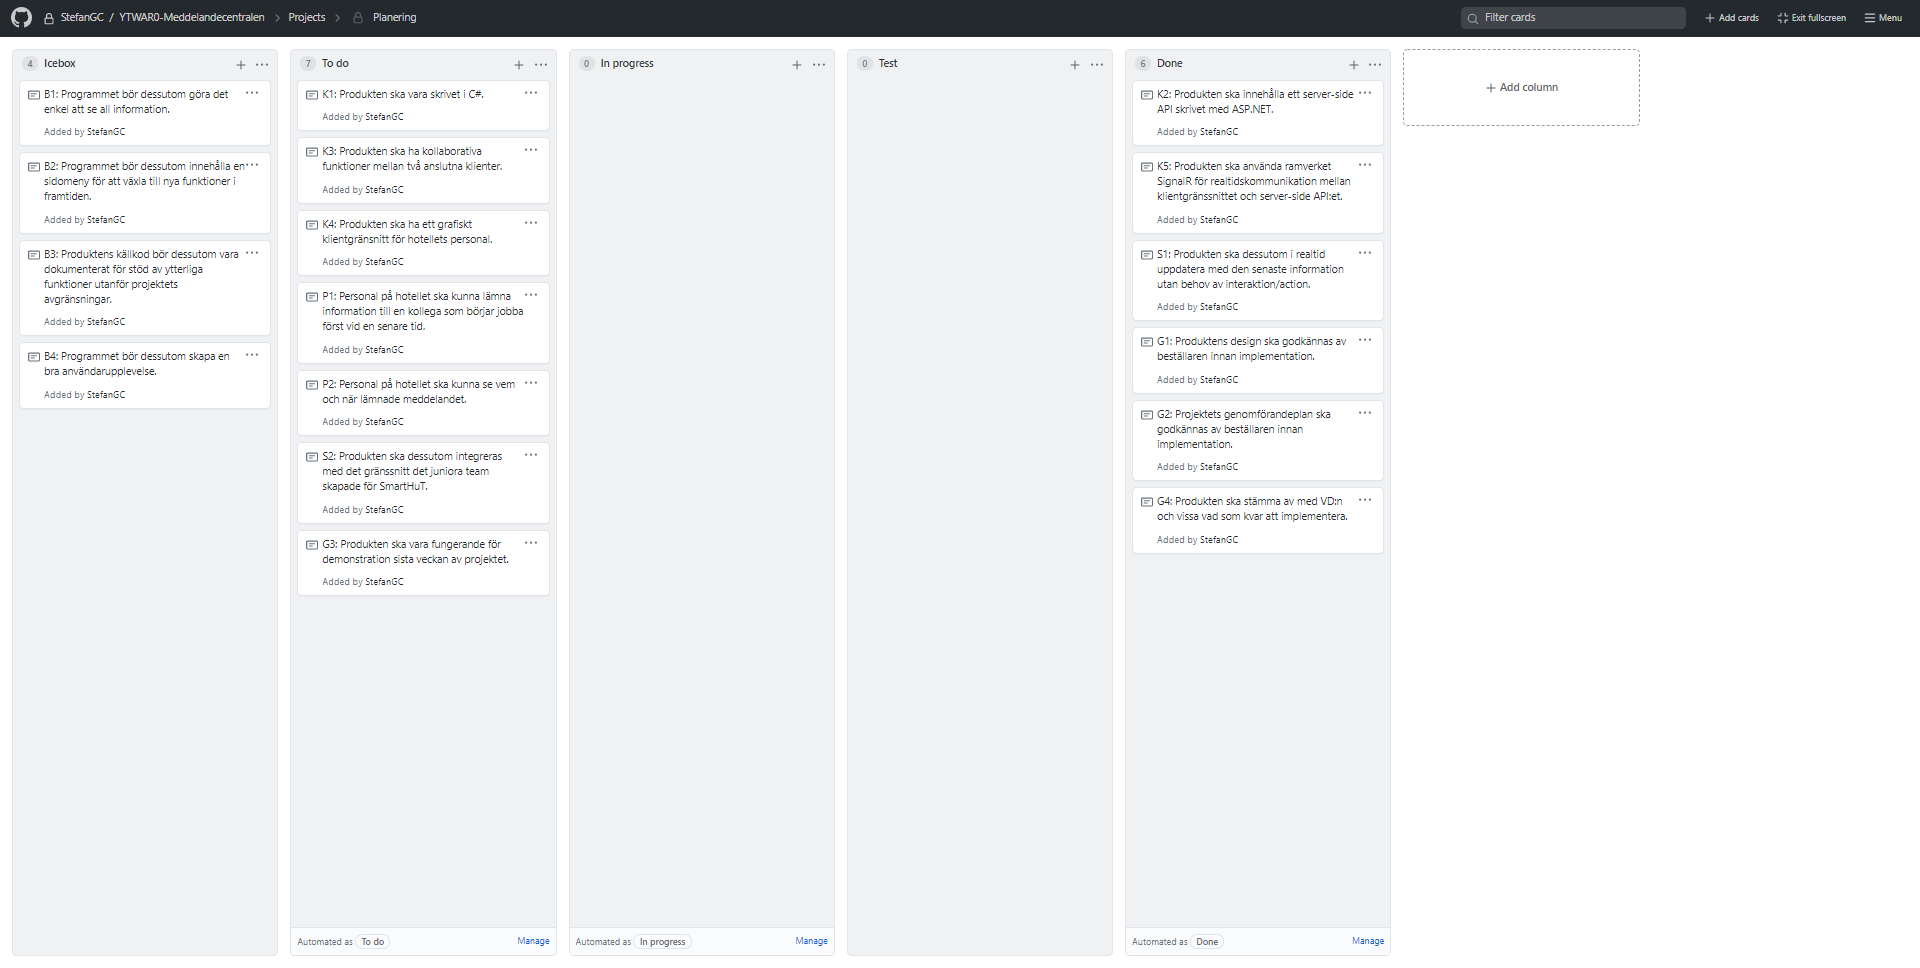 StefanGC / YTWAR0-Meddelandecentralen Projects Planering
Filter cards
Add cards
Exit fullscreen
Menu
4 Icebox
B1: Programmet bör dessutom göra det
enkel att se all information.
Added by StefanGC
B2: Programmet bör dessutom innehålla en
sidomeny för att växla till nya funktioner i
framtiden.
Added by StefanGC
B3: Produktens källkod bör dessutom vara
dokumenterat för stöd av ytterliga
funktioner utanför projektets
avgränsningar.
Added by StefanGC
B4: Programmet bör dessutom skapa en
bra användarupplevelse.
Added by StefanGC
7 To do
K1: Produkten ska vara skrivet i C#.
Added by StefanGC
K3: Produkten ska ha kollaborativa
funktioner mellan två anslutna klienter.
Added by StefanGC
K4: Produkten ska ha ett grafiskt
klientgränsnitt för hotellets personal.
Added by StefanGC
P1: Personal på hotellet ska kunna lämna
information till en kollega som börjar jobba
först vid en senare tid.
Added by StefanGC
P2: Personal på hotellet ska kunna se vem
och när lämnade meddelandet.
Added by StefanGC
S2: Produkten ska dessutom integreras
med det gränssnitt det juniora team
skapade för SmartHuT.
Added by StefanGC
G3: Produkten ska vara fungerande för
demonstration sista veckan av projektet.
Added by StefanGC
Automated as To do Manage
0 In progress
Automated as In progress Manage
0 Test
6 Done
K2: Produkten ska innehålla ett server-side
API skrivet med ASP.NET.
Added by StefanGC
K5: Produkten ska använda ramverket
SignalR för realtidskommunikation mellan
klientgränssnittet och server-side API:et.
Added by StefanGC
S1: Produkten ska dessutom i realtid
uppdatera med den senaste information
utan behov av interaktion/action.
Added by StefanGC
G1: Produktens design ska godkännas av
beställaren innan implementation.
Added by StefanGC
G2: Projektets genomförandeplan ska
godkännas av beställaren innan
implementation.
Added by StefanGC
G4: Produkten ska stämma av med VD:n
och vissa vad som kvar att implementera.
Added by StefanGC
Automated as Done Manage
Add column